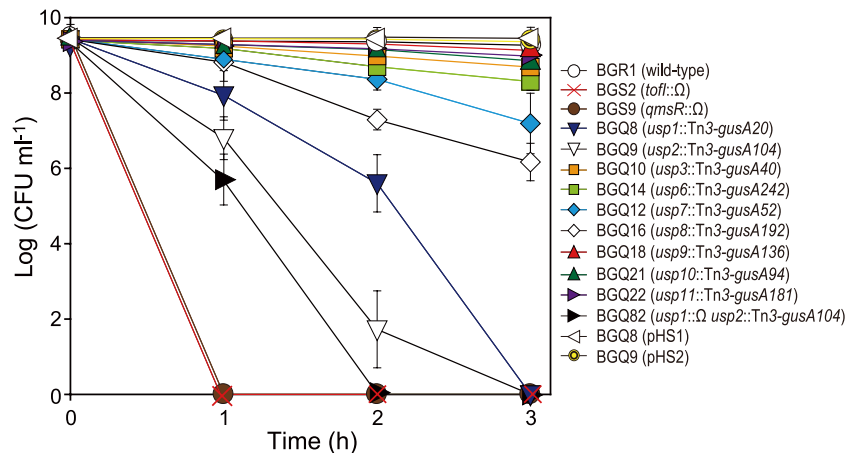 Log (CFU ml-1)
10
8
6
4
2
0
0
1
2
3
Time (h)
BGR1 (wild-type)
BGS2 (tofI::Ω)
BGS9 (qmsR::Ω)
BGQ8 (usp1::Tn3-gusA20)
BGQ9 (usp2::Tn3-gusA104)
BGQ10 (usp3::Tn3-gusA40)
BGQ14 (usp6::Tn3-gusA242)
BGQ12 (usp7::Tn3-gusA52)
BGQ16 (usp8::Tn3-gusA192)
BGQ18 (usp9::Tn3-gusA136)
BGQ21 (usp10::Tn3-gusA94)
BGQ22 (usp11::Tn3-gusA181)
BGQ82 (usp1::Ω usp2::Tn3-gusA104)
BGQ8 (pHS1)
BGQ9 (pHS2)